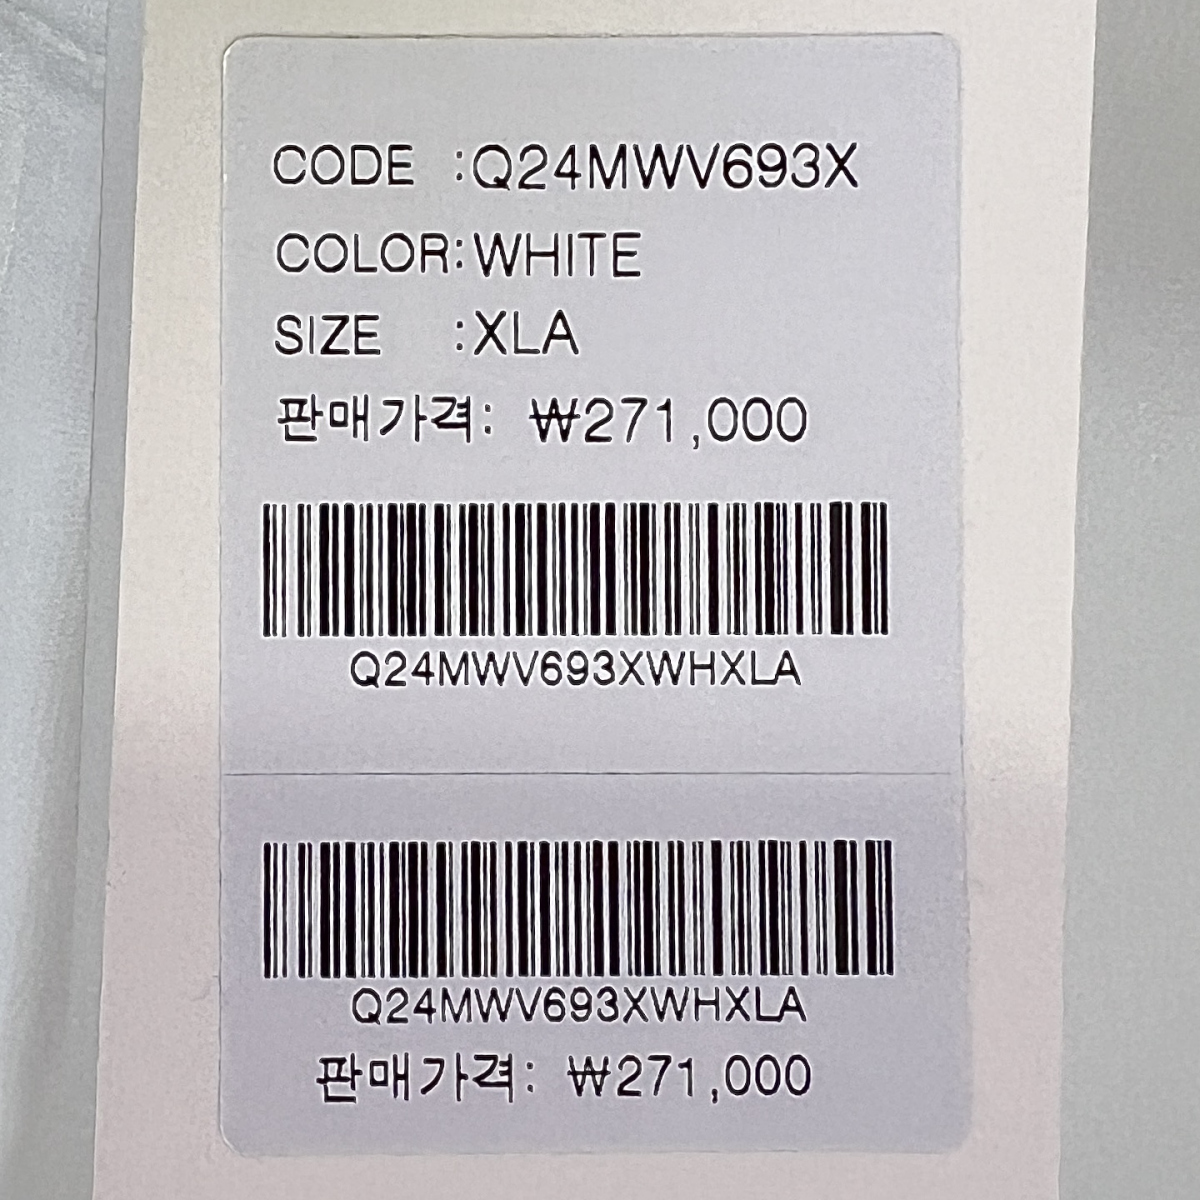 CODE :Q24MWV693X
COLOR:WHITE
SIZE :XLA
판매가격: ₩271,000
Q24MWV693XWHXLA
Q24MWV693XWHXLA
판매가격: ₩271,000